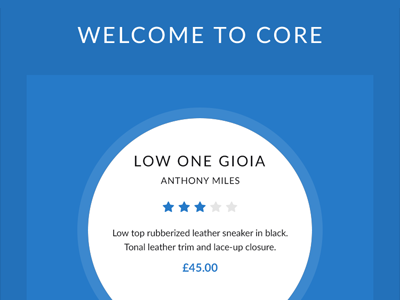 WELCOME TO CORE
LOW ONE GIOIA
ANTHONY MILES
Low top rubberized leather sneaker in black.
Tonal leather trim and lace-up closure.
£45.00